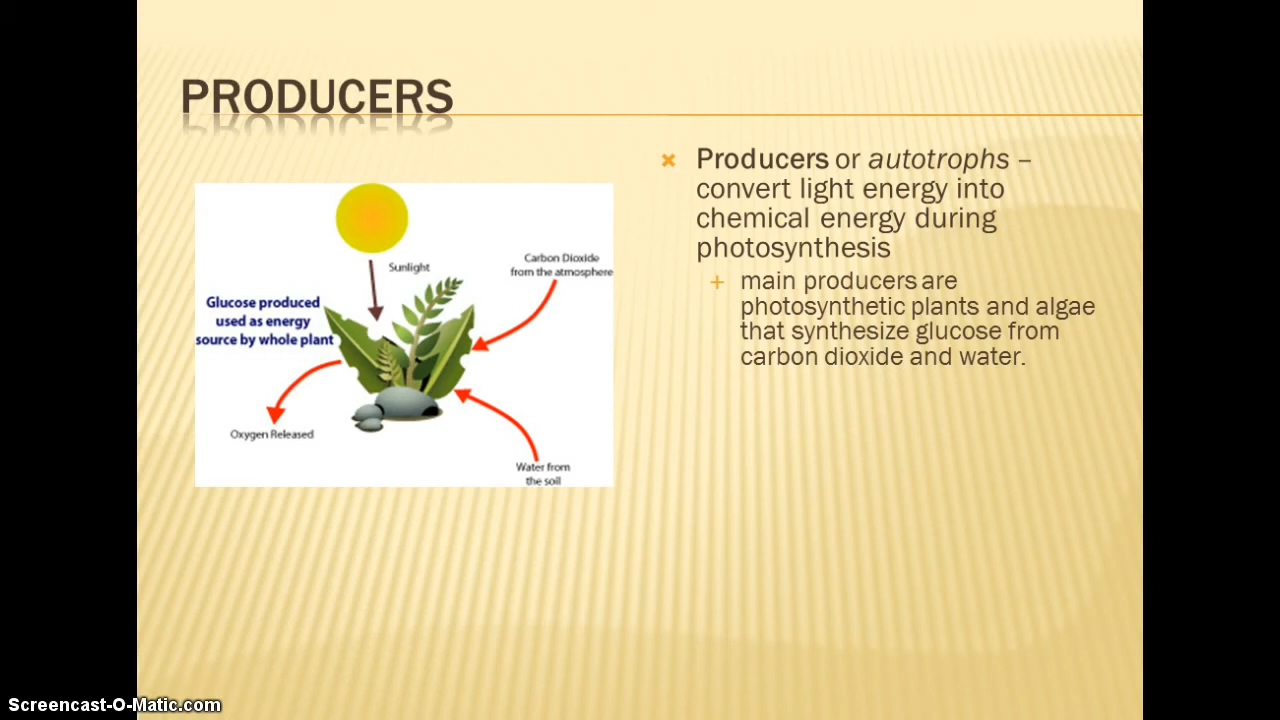 PRODUCERS
Producers or autotrophs –
convert light energy into
chemical energy during
photosynthesis
main producers are
photosynthetic plants and algae
that synthesize glucose from
carbon dioxide and water.
Sunlight
Carbon Dioxide
from the atmosphere
Glucose produced
used as energy
source by whole plant
Oxygen Released
Water from
the soil
Screencast-O-Matic.com